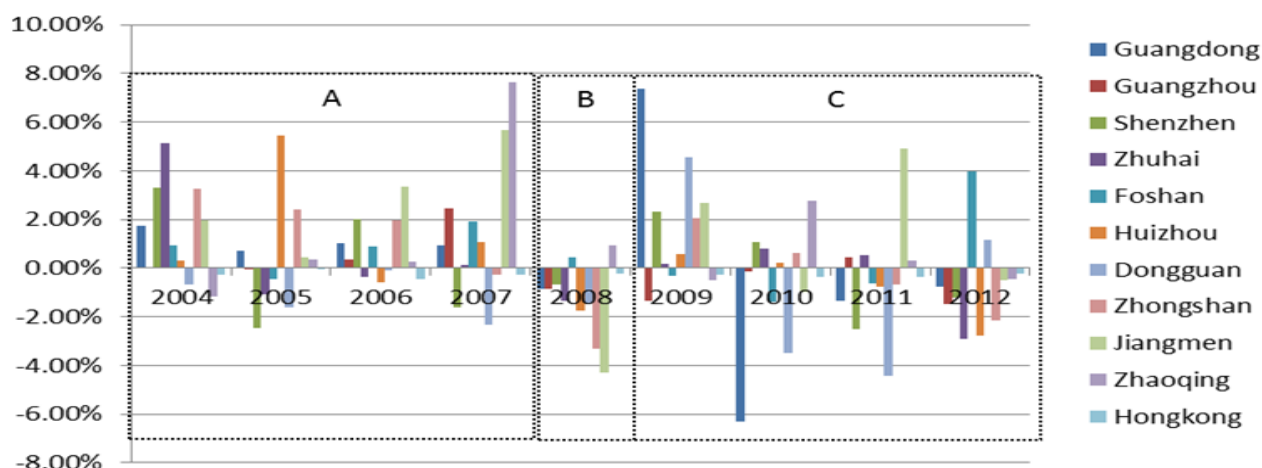 10.00%
8.00%
6.00%
4.00%
2.00%
0.00%
-2.00%
-4.00%
-6.00%
-8.00%
A
B
C
2004 2005 2006 2007 2008 2009 2010 2011 2012
Guangdong
Guangzhou
Shenzhen
Zhuhai
Foshan
Huizhou
Dongguan
Zhongshan
Jiangmen
Zhaoqing
Hongkong